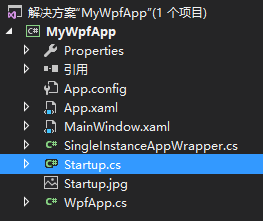 解决方案“MyWpfApp”(1 个项目)
MyWpfApp
Properties
引用
App.config
App.xaml
MainWindow.xaml
SingleInstanceAppWrapper.cs
Startup.cs
Startup.jpg
WpfApp.cs